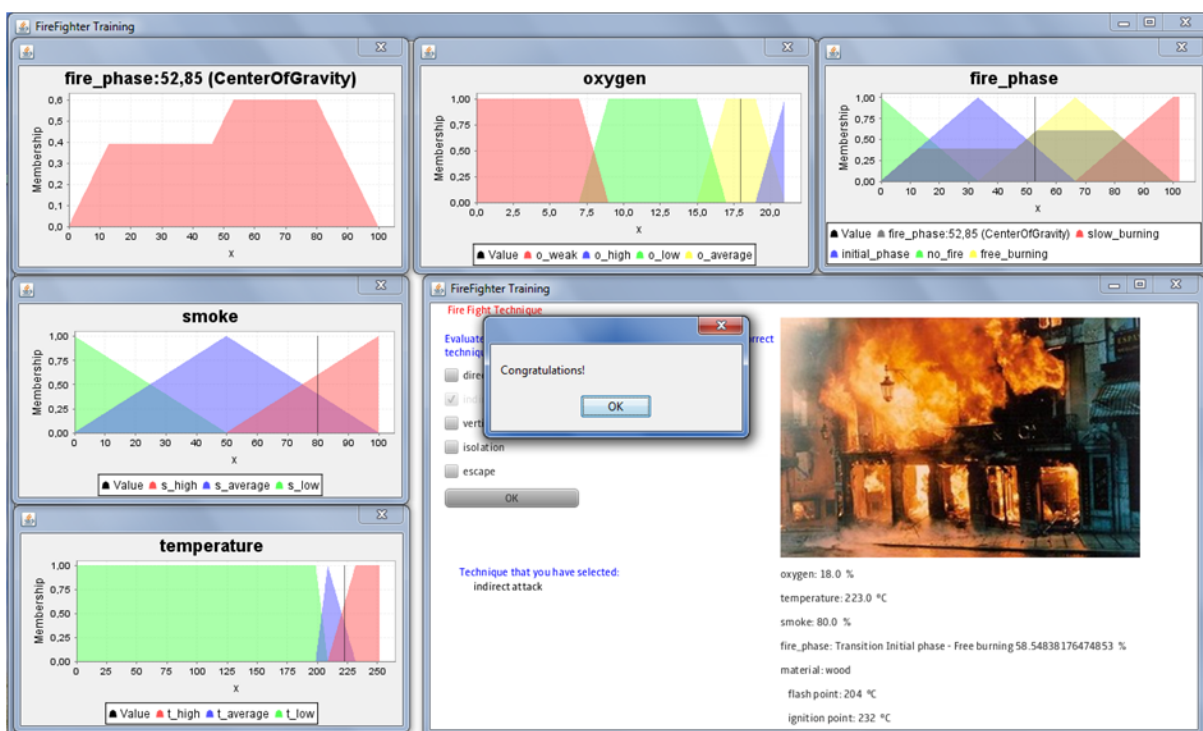 FireFighter Training
fire_phase:52,85 (CenterOfGravity)
Membership
0,6
0,5
0,4
0,3
0,2
0,1
0,0
0 10 20 30 40 50 60 70 80 90 100
x
oxygen
Membership
1,00
0,75
0,50
0,25
0,00
0,0 2,5 5,0 7,5 10,0 12,5 15,0 17,5 20,0
x
Value o_weak o_high o_low o_average
fire_phase
Membership
1,00
0,75
0,50
0,25
0,00
0 10 20 30 40 50 60 70 80 90 100
x
Value fire_phase:52,85 (CenterOfGravity) slow_burning
initial_phase no_fire free_burning
smoke
Membership
1,00
0,75
0,50
0,25
0,00
0 10 20 30 40 50 60 70 80 90 100
x
Value s_high s_average s_low
temperature
Membership
1,00
0,75
0,50
0,25
0,00
0 25 50 75 100 125 150 175 200 225 250
x
Value t_high t_average t_low
FireFighter Training
Fire Fight Technique
Evaluate
techniqu
direc
verti
isolation
escape
OK
Congratulations!
OK
Technique that you have selected:
indirect attack
oxygen: 18.0 %
temperature: 223.0 ºC
smoke: 80.0 %
fire_phase: Transition Initial phase - Free burning 58.54838176474853 %
material: wood
flash point: 204 ºC
ignition point: 232 ºC